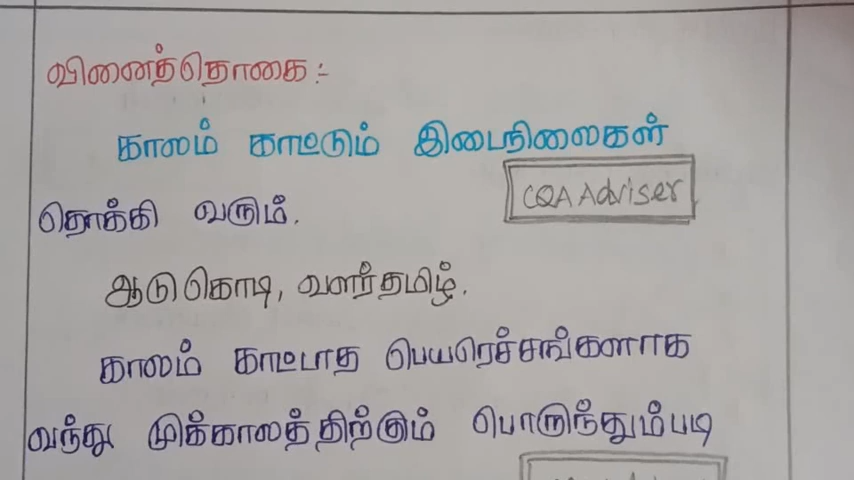 வினைத்தொகை :-
காலம் காட்டும் இடைநிலைகள்
CQA Adviser
தொக்கி வரும்.
ஆடு கொடி, வளர்தமிழ்.
காலம் காட்டாத பெயரெச்சங்களாக
வந்து முக்காலத்திற்கும் பொருந்தும்படி